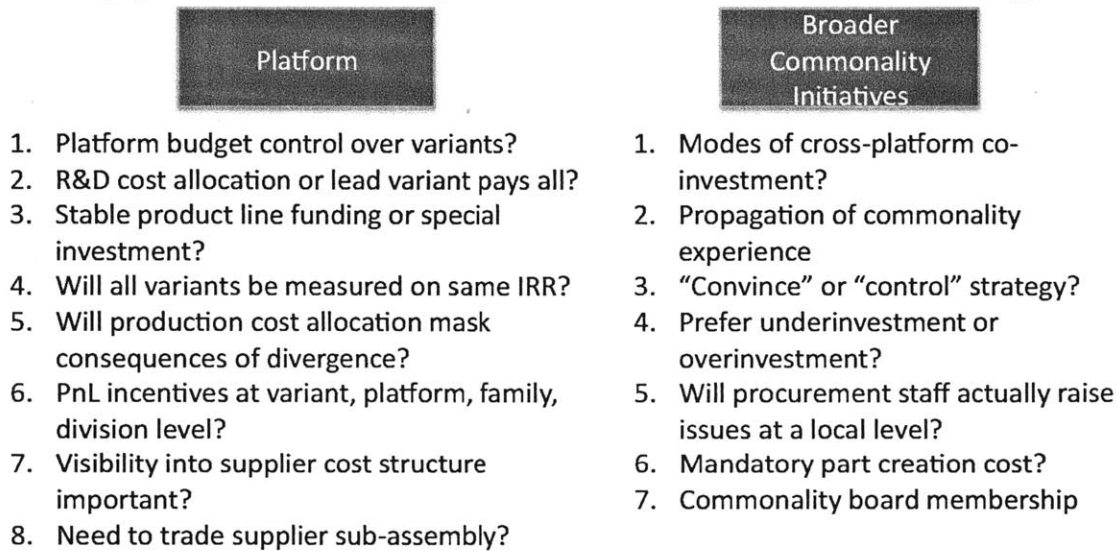 Platform
1. Platform budget control over variants?
2. R&D cost allocation or lead variant pays all?
3. Stable product line funding or special
investment?
4. Will all variants be measured on same IRR?
5. Will production cost allocation mask
consequences of divergence?
6. PnL incentives at variant, platform, family,
division level?
7. Visibility into supplier cost structure
important?
8. Need to trade supplier sub-assembly?
Broader
Commonality
Initiatives
1. Modes of cross-platform co-
investment?
2. Propagation of commonality
experience
3. “Convince” or “control” strategy?
4. Prefer underinvestment or
overinvestment?
5. Will procurement staff actually raise
issues at a local level?
6. Mandatory part creation cost?
7. Commonality board membership